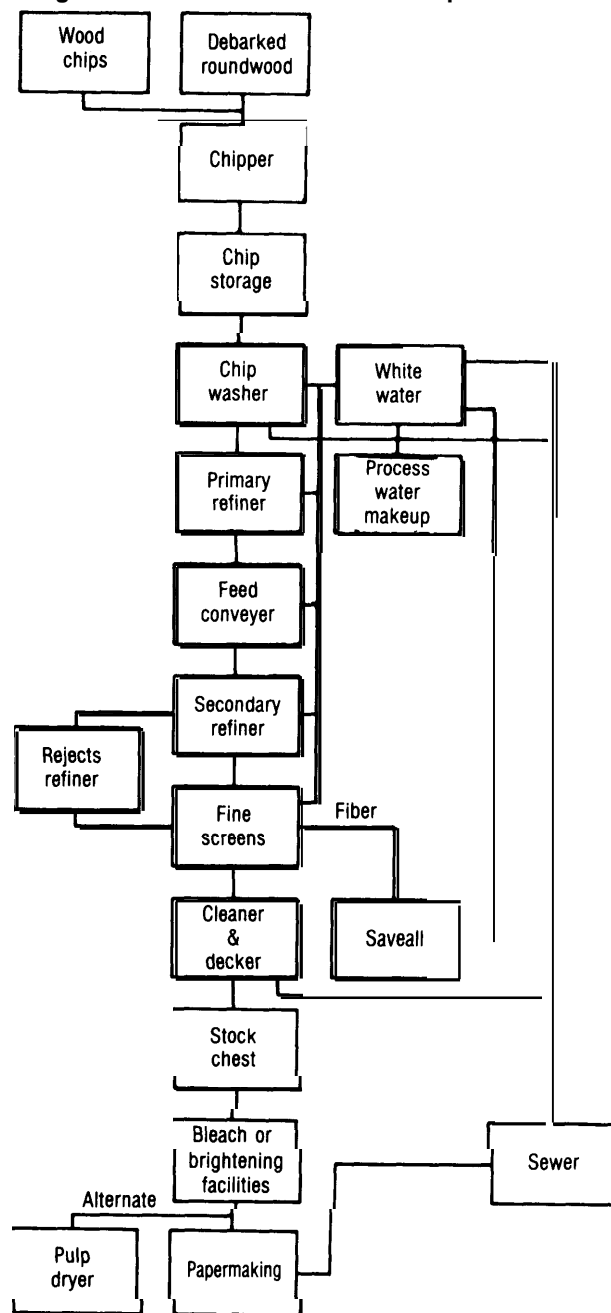 Wood
chips
Debarked
roundwood
Chipper
Chip
storage
Chip
washer
White
water
Primary
refiner
Process
water
makeup
Feed
conveyer
Secondary
refiner
Rejects
refiner
Fine
screens
Fiber
Cleaner
&
decker
Saveall
Stock
chest
Bleach or
brightening
facilities
Sewer
Alternate
Pulp
dryer
Papermaking